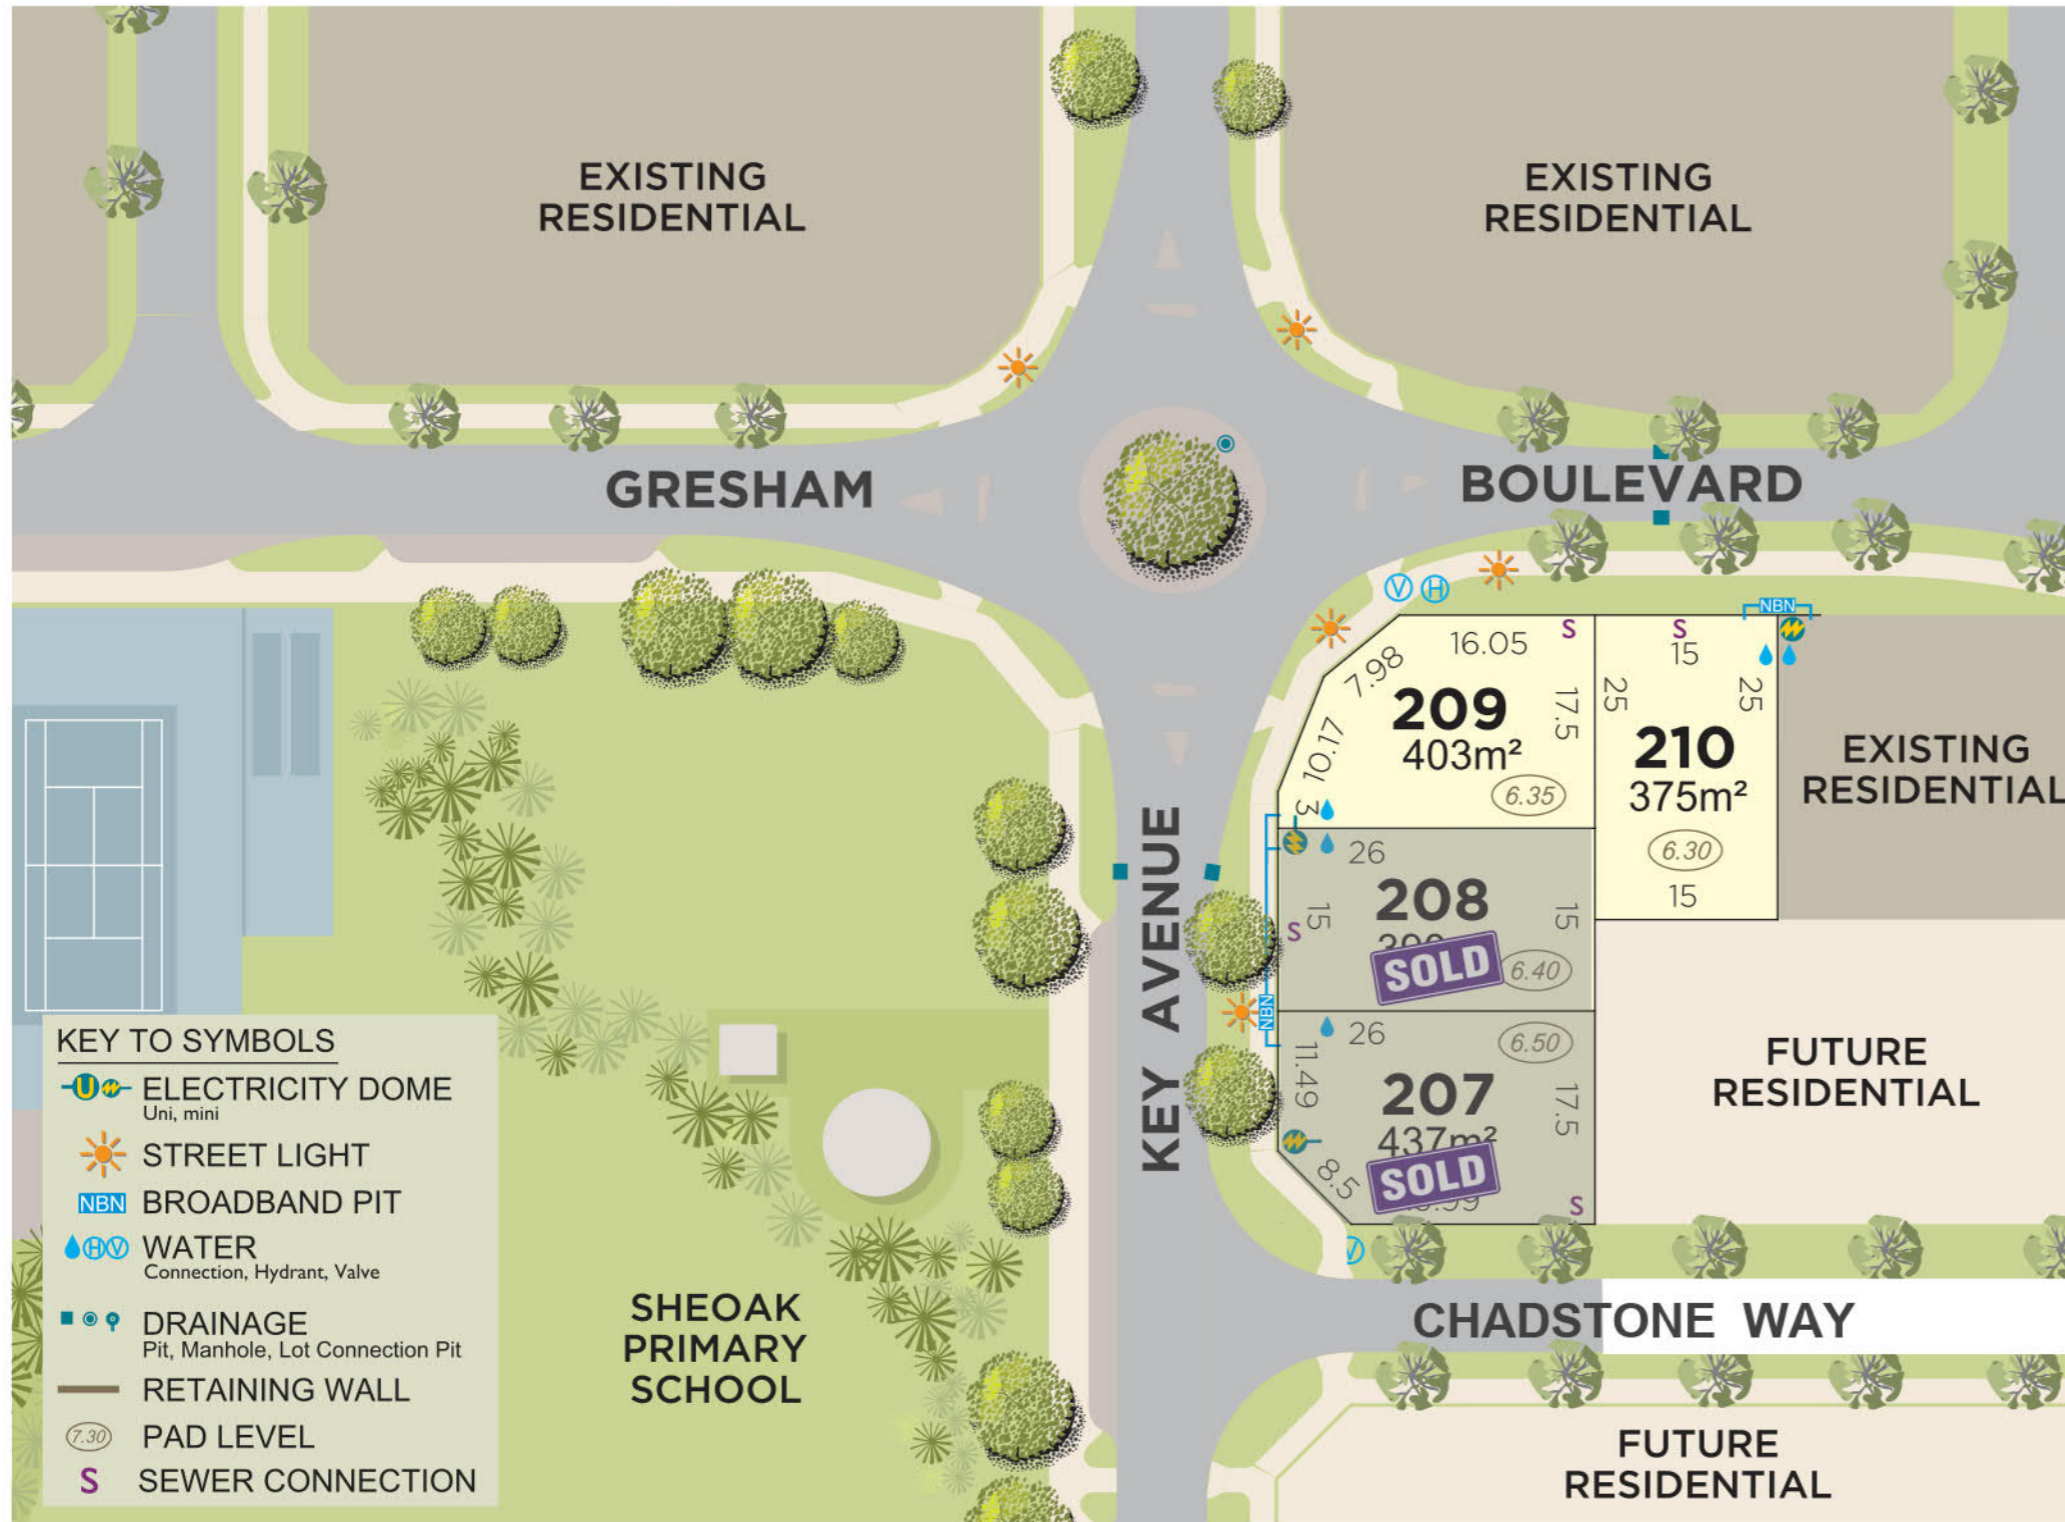 EXISTING
RESIDENTIAL
EXISTING
RESIDENTIAL
GRESHAM
BOULEVARD
V H
NBN
S
16.05
7.98
209
403m²
10.17
17.5
6.35
3
S
15
25
25
210
375m²
6.30
15
EXISTING
RESIDENTIAL
KEY AVENUE
26
208
15
15
S
SOLD
6.40
NBN
26
6.50
11.49
207
437m²
17.5
8.5
SOLD
S
V
FUTURE
RESIDENTIAL
CHADSTONE WAY
FUTURE
RESIDENTIAL
SHEOAK
PRIMARY
SCHOOL
KEY TO SYMBOLS
U ELECTRICITY DOME
Uni, mini
STREET LIGHT
NBN BROADBAND PIT
H V WATER
Connection, Hydrant, Valve
DRAINAGE
Pit, Manhole, Lot Connection Pit
RETAINING WALL
7.30 PAD LEVEL
S SEWER CONNECTION